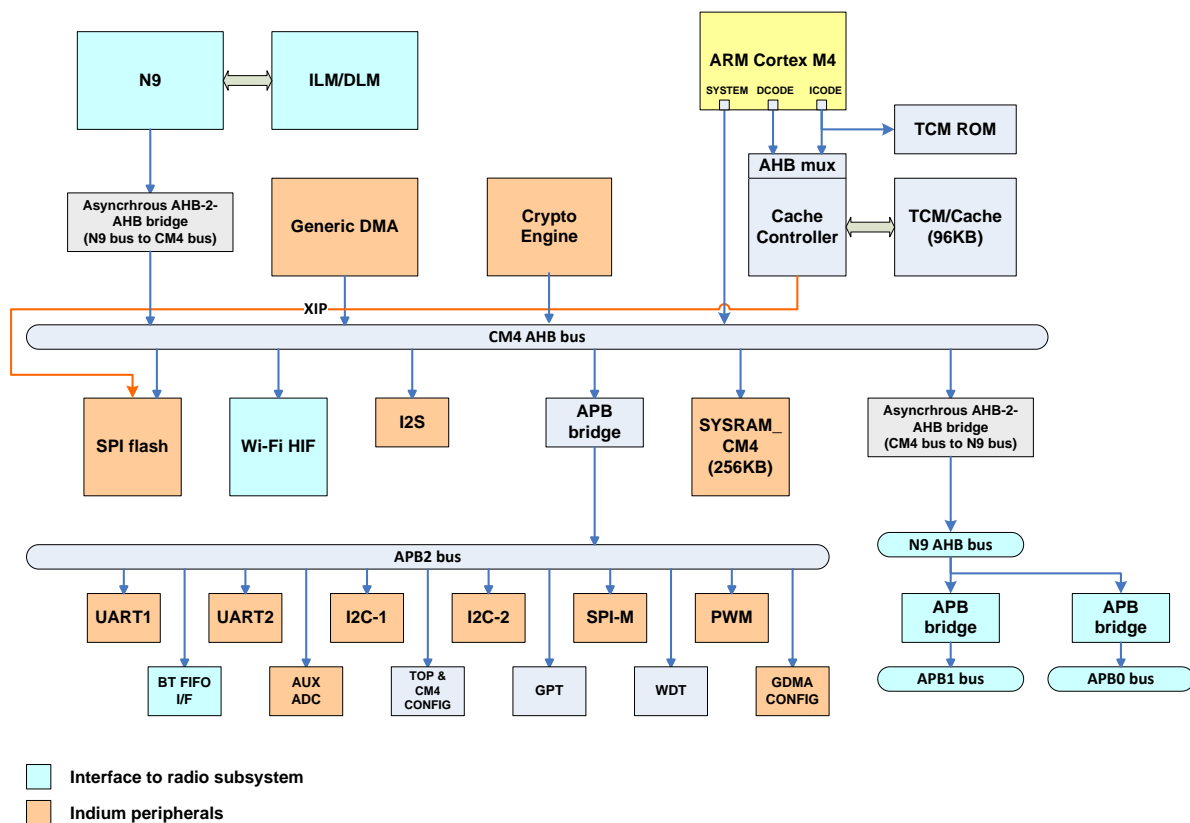 N9
ILM/DLM
ARM Cortex M4
SYSTEM
DCODE
ICODE
TCM ROM
AHB mux
Cache
Controller
TCM/Cache
(96KB)
Asyncrhrous AHB-2-
AHB bridge
(N9 bus to CM4 bus)
Generic DMA
Crypto
Engine
XIP
CM4 AHB bus
SPI flash
Wi-Fi HIF
I2S
APB
bridge
SYSRAM_
CM4
(256KB)
Asyncrhrous AHB-2-
AHB bridge
(CM4 bus to N9 bus)
N9 AHB bus
APB2 bus
UART1
UART2
I2C-1
I2C-2
SPI-M
PWM
APB
bridge
APB
bridge
BT FIFO
I/F
AUX
ADC
TOP &
CM4
CONFIG
GPT
WDT
GDMA
CONFIG
APB1 bus
APB0 bus
Interface to radio subsystem
Indium peripherals